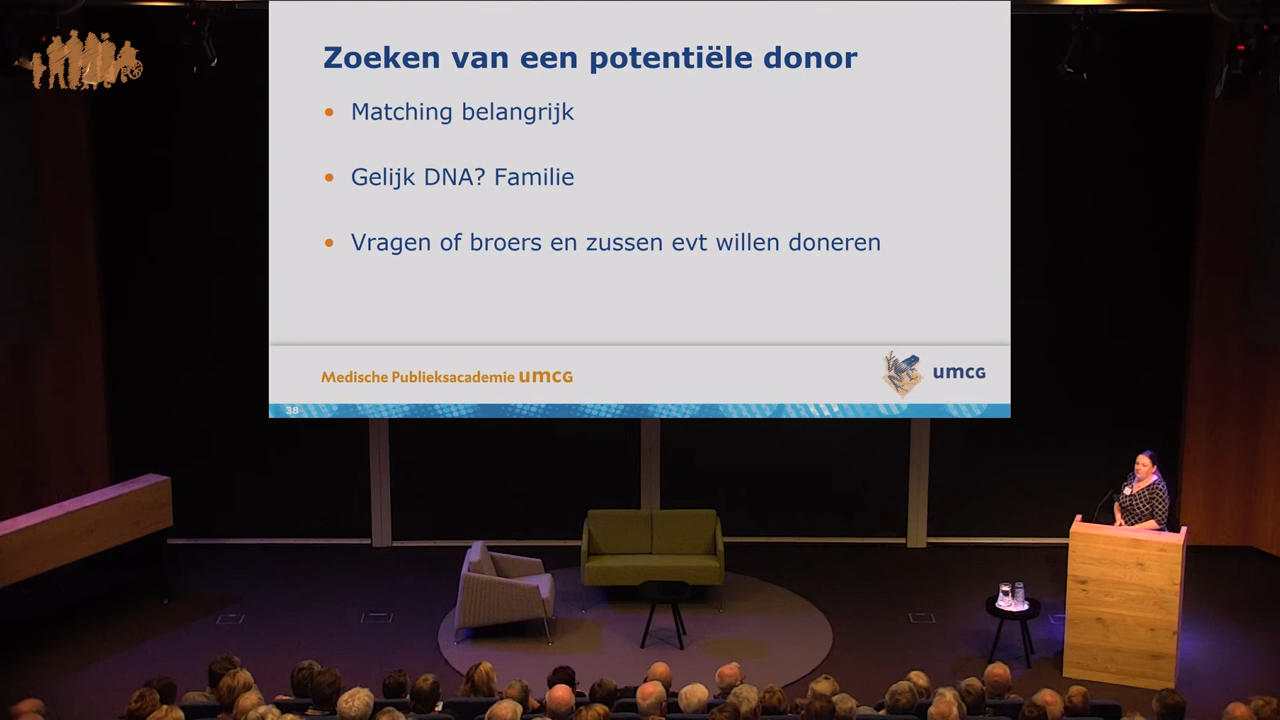 Zoeken van een potentiële donor
• Matching belangrijk
• Gelijk DNA? Familie
• Vragen of broers en zussen evt willen doneren
Medische Publieksacademie umcg
umcg
38